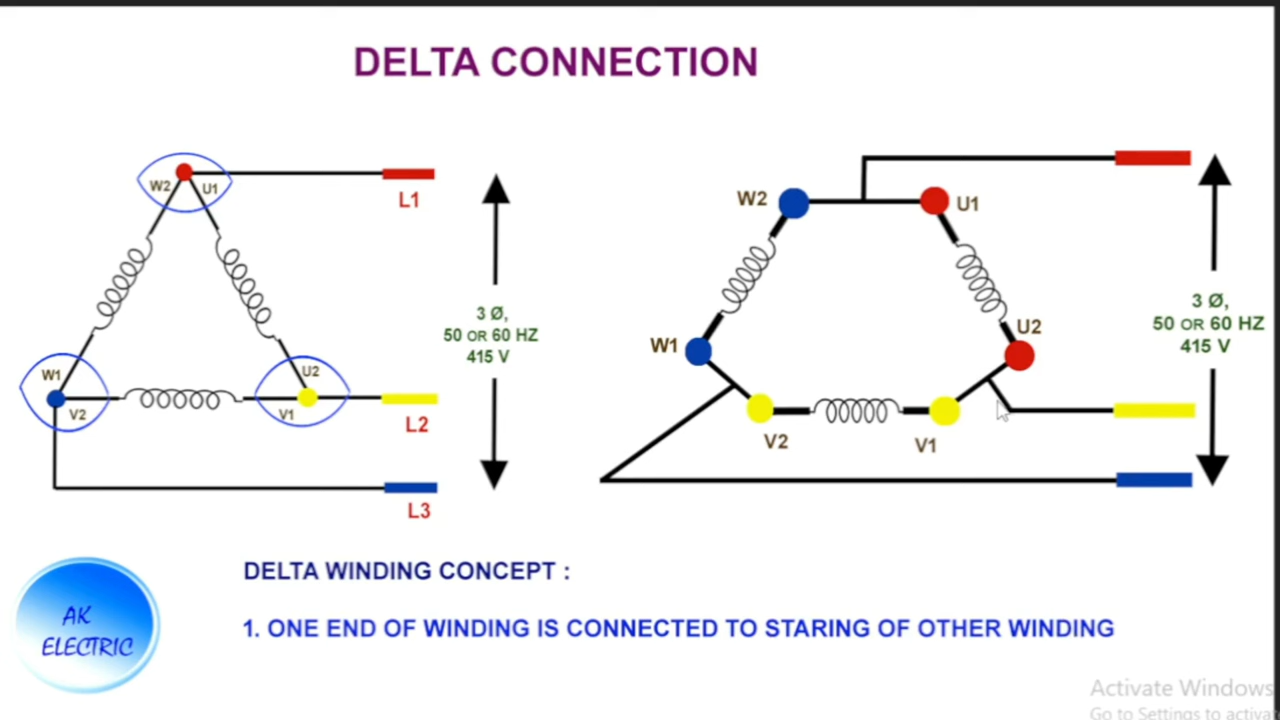 DELTA CONNECTION
W2
U1
L1
W1
V2
U2
V1
L2
L3
3 Ø,
50 OR 60 HZ
415 V
W2
U1
W1
U2
V2
V1
3 Ø,
50 OR 60 HZ
415 V
AK
ELECTRIC
DELTA WINDING CONCEPT :
1. ONE END OF WINDING IS CONNECTED TO STARING OF OTHER WINDING
Activate Windows
Go to Settings to activat